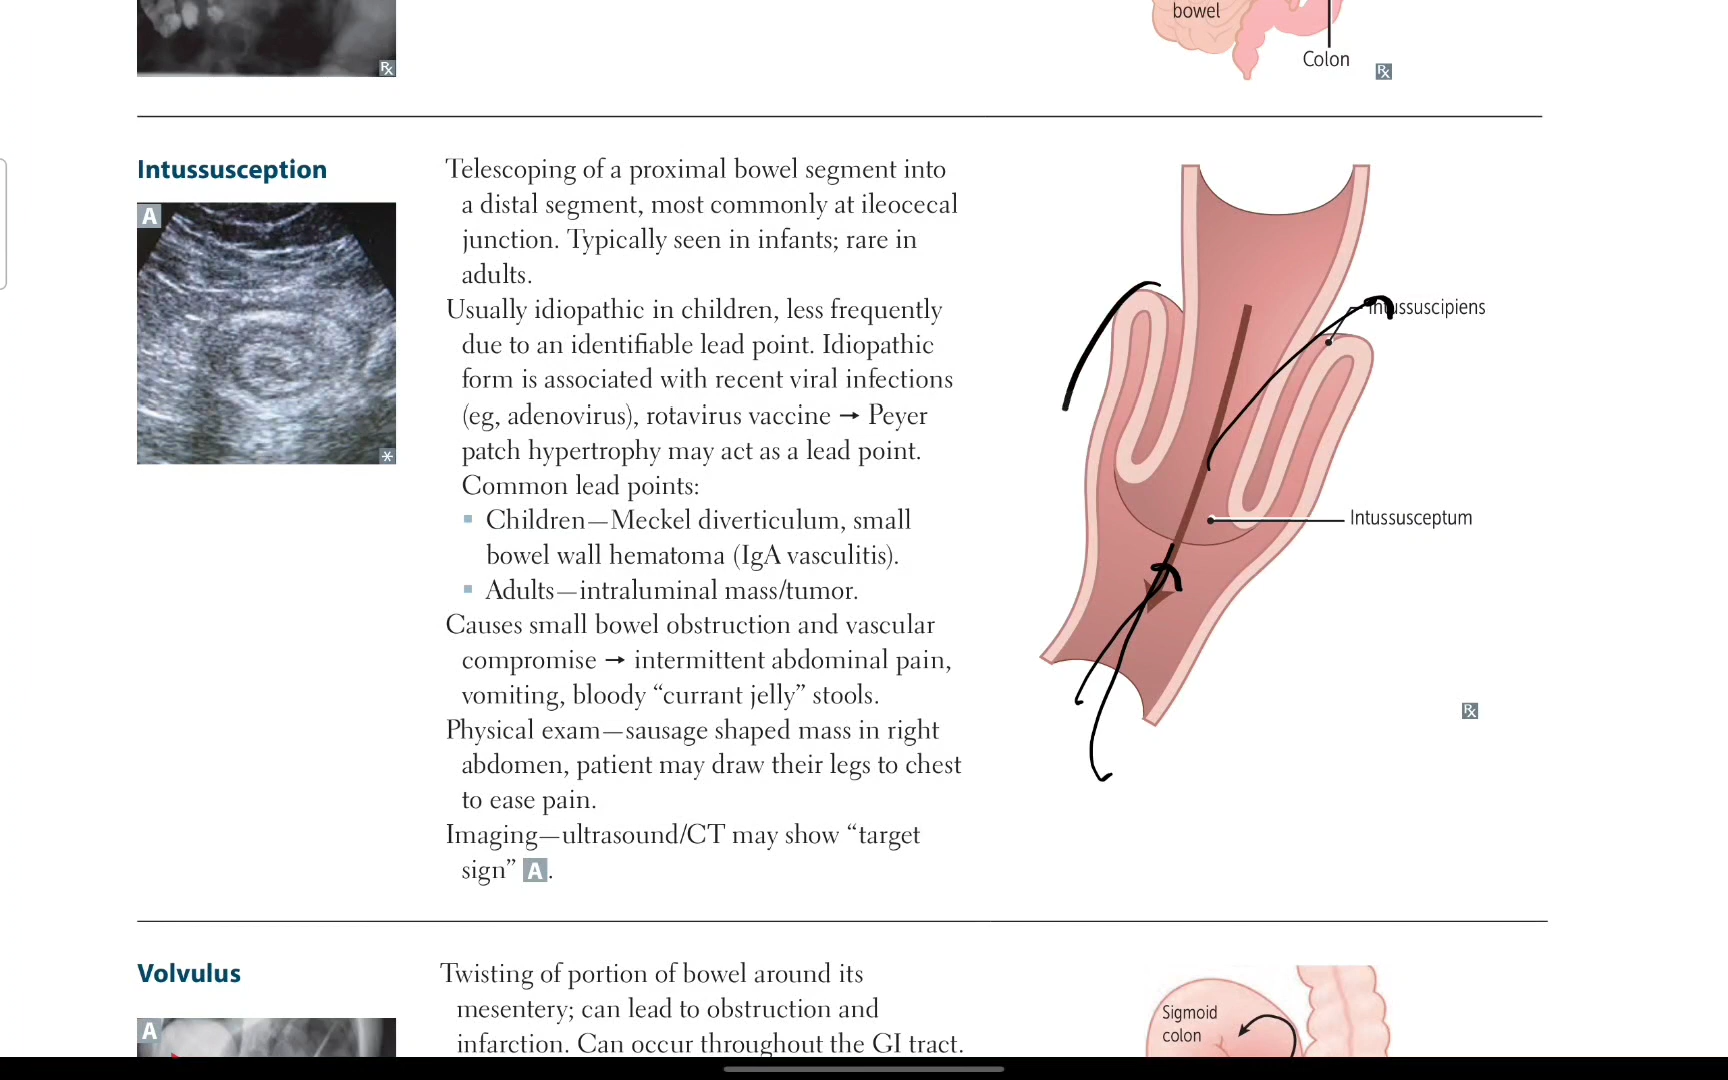 bowel
Colon
Rx
Rx
Intussusception
A
Telescoping of a proximal bowel segment into
a distal segment, most commonly at ileocecal
junction. Typically seen in infants; rare in
adults.
Usually idiopathic in children, less frequently
due to an identifiable lead point. Idiopathic
form is associated with recent viral infections
(eg, adenovirus), rotavirus vaccine → Peyer
patch hypertrophy may act as a lead point.
Common lead points:
▪ Children—Meckel diverticulum, small
bowel wall hematoma (IgA vasculitis).
▪ Adults—intraluminal mass/tumor.
Causes small bowel obstruction and vascular
compromise → intermittent abdominal pain,
vomiting, bloody “currant jelly” stools.
Physical exam—sausage shaped mass in right
abdomen, patient may draw their legs to chest
to ease pain.
Imaging—ultrasound/CT may show “target
sign” A.
Intussuscipiens
Intussusceptum
Rx
Volvulus
A
Twisting of portion of bowel around its
mesentery; can lead to obstruction and
infarction. Can occur throughout the GI tract.
Sigmoid
colon